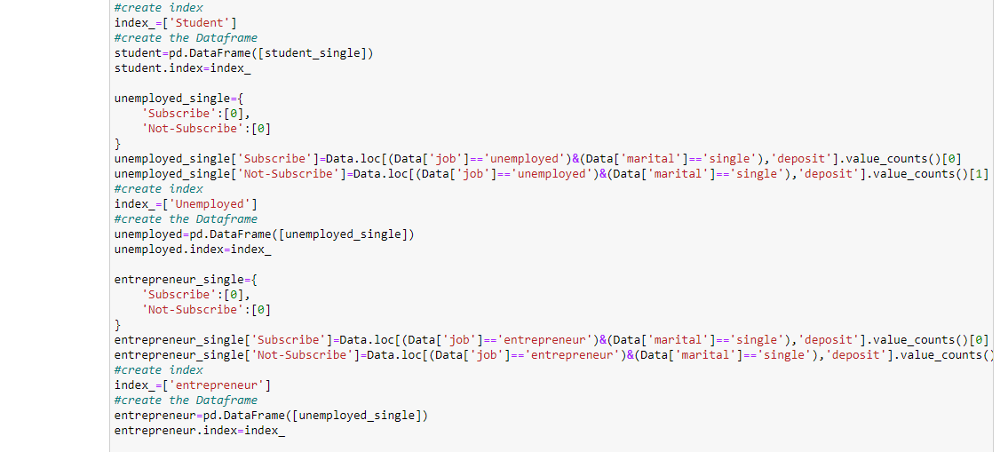 #create index
index_=['Student']
#create the Dataframe
student=pd.DataFrame([student_single])
student.index=index_

unemployed_single={
    'Subscribe':[0],
    'Not-Subscribe':[0]
}
unemployed_single['Subscribe']=Data.loc[(Data['job']=='unemployed')&(Data['marital']=='single'),'deposit'].value_counts()[0]
unemployed_single['Not-Subscribe']=Data.loc[(Data['job']=='unemployed')&(Data['marital']=='single'),'deposit'].value_counts()[1]
#create index
index_=['Unemployed']
#create the Dataframe
unemployed=pd.DataFrame([unemployed_single])
unemployed.index=index_

entrepreneur_single={
    'Subscribe':[0],
    'Not-Subscribe':[0]
}
entrepreneur_single['Subscribe']=Data.loc[(Data['job']=='entrepreneur')&(Data['marital']=='single'),'deposit'].value_counts()[0]
entrepreneur_single['Not-Subscribe']=Data.loc[(Data['job']=='entrepreneur')&(Data['marital']=='single'),'deposit'].value_counts(
#create index
index_=['entrepreneur']
#create the Dataframe
entrepreneur=pd.DataFrame([unemployed_single])
entrepreneur.index=index_